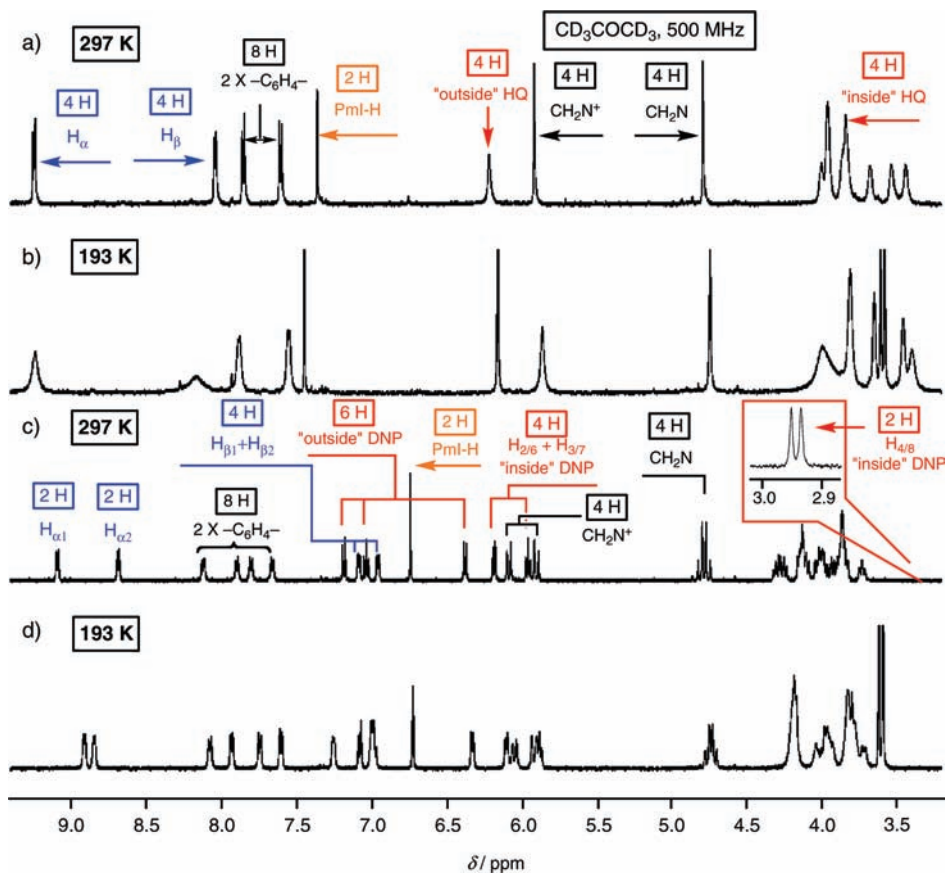 a) 297 K
CD₃COCD₃, 500 MHz
4 H
Hα
4 H
Hβ
8 H
2 X –C₆H₄–
2 H
PmI-H
4 H
"outside" HQ
4 H
CH₂N⁺
4 H
CH₂N
4 H
"inside" HQ
b) 193 K
c) 297 K
2 H
Hα1
2 H
Hα2
8 H
2 X –C₆H₄–
4 H
Hβ1+Hβ2
6 H
"outside" DNP
2 H
PmI-H
4 H
H2/6 + H3/7
"inside" DNP
4 H
CH₂N⁺
4 H
CH₂N
3.0 2.9
2 H
H4/8
"inside" DNP
d) 193 K
9.0 8.5 8.0 7.5 7.0 6.5 6.0 5.5 5.0 4.5 4.0 3.5
δ / ppm